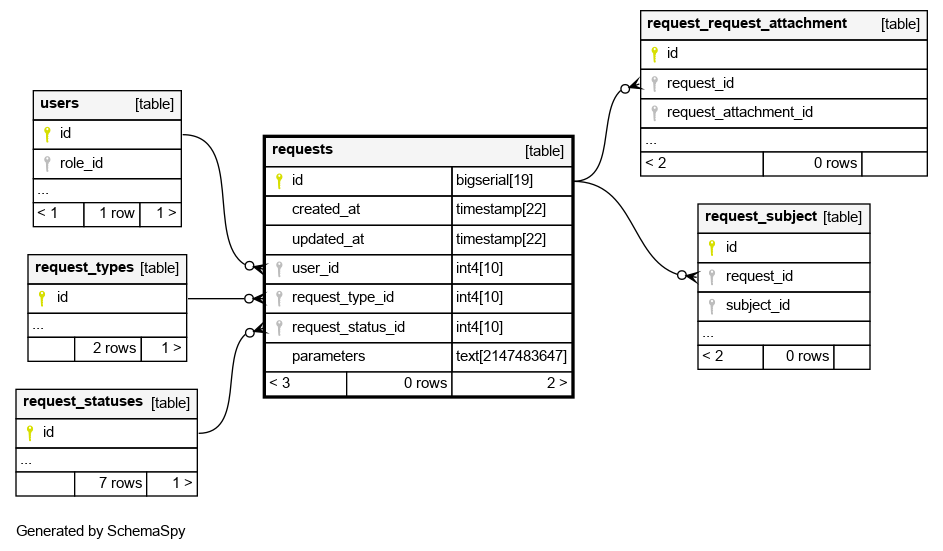 users [table]
id
role_id
...
< 1 1 row 1 >
request_types [table]
id
...
2 rows 1 >
request_statuses [table]
id
...
7 rows 1 >
requests [table]
id bigserial[19]
created_at timestamp[22]
updated_at timestamp[22]
user_id int4[10]
request_type_id int4[10]
request_status_id int4[10]
parameters text[2147483647]
< 3 0 rows 2 >
request_request_attachment [table]
id
request_id
request_attachment_id
...
< 2 0 rows
request_subject [table]
id
request_id
subject_id
...
< 2 0 rows
Generated by SchemaSpy